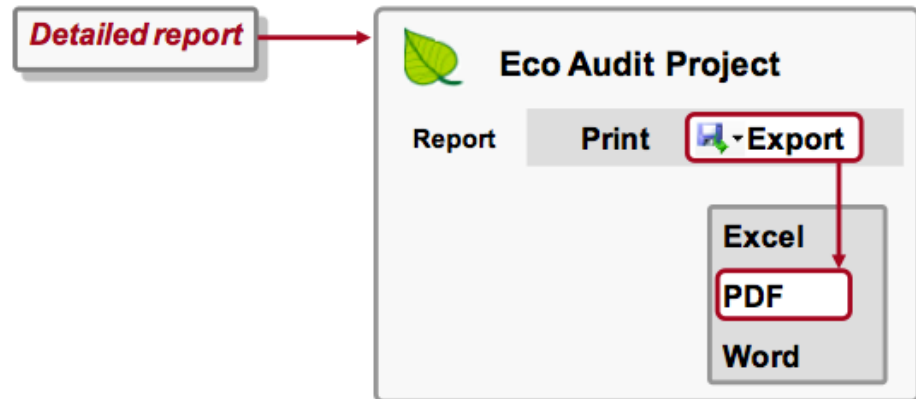 Detailed report
Eco Audit Project
Report Print Export
Excel
PDF
Word